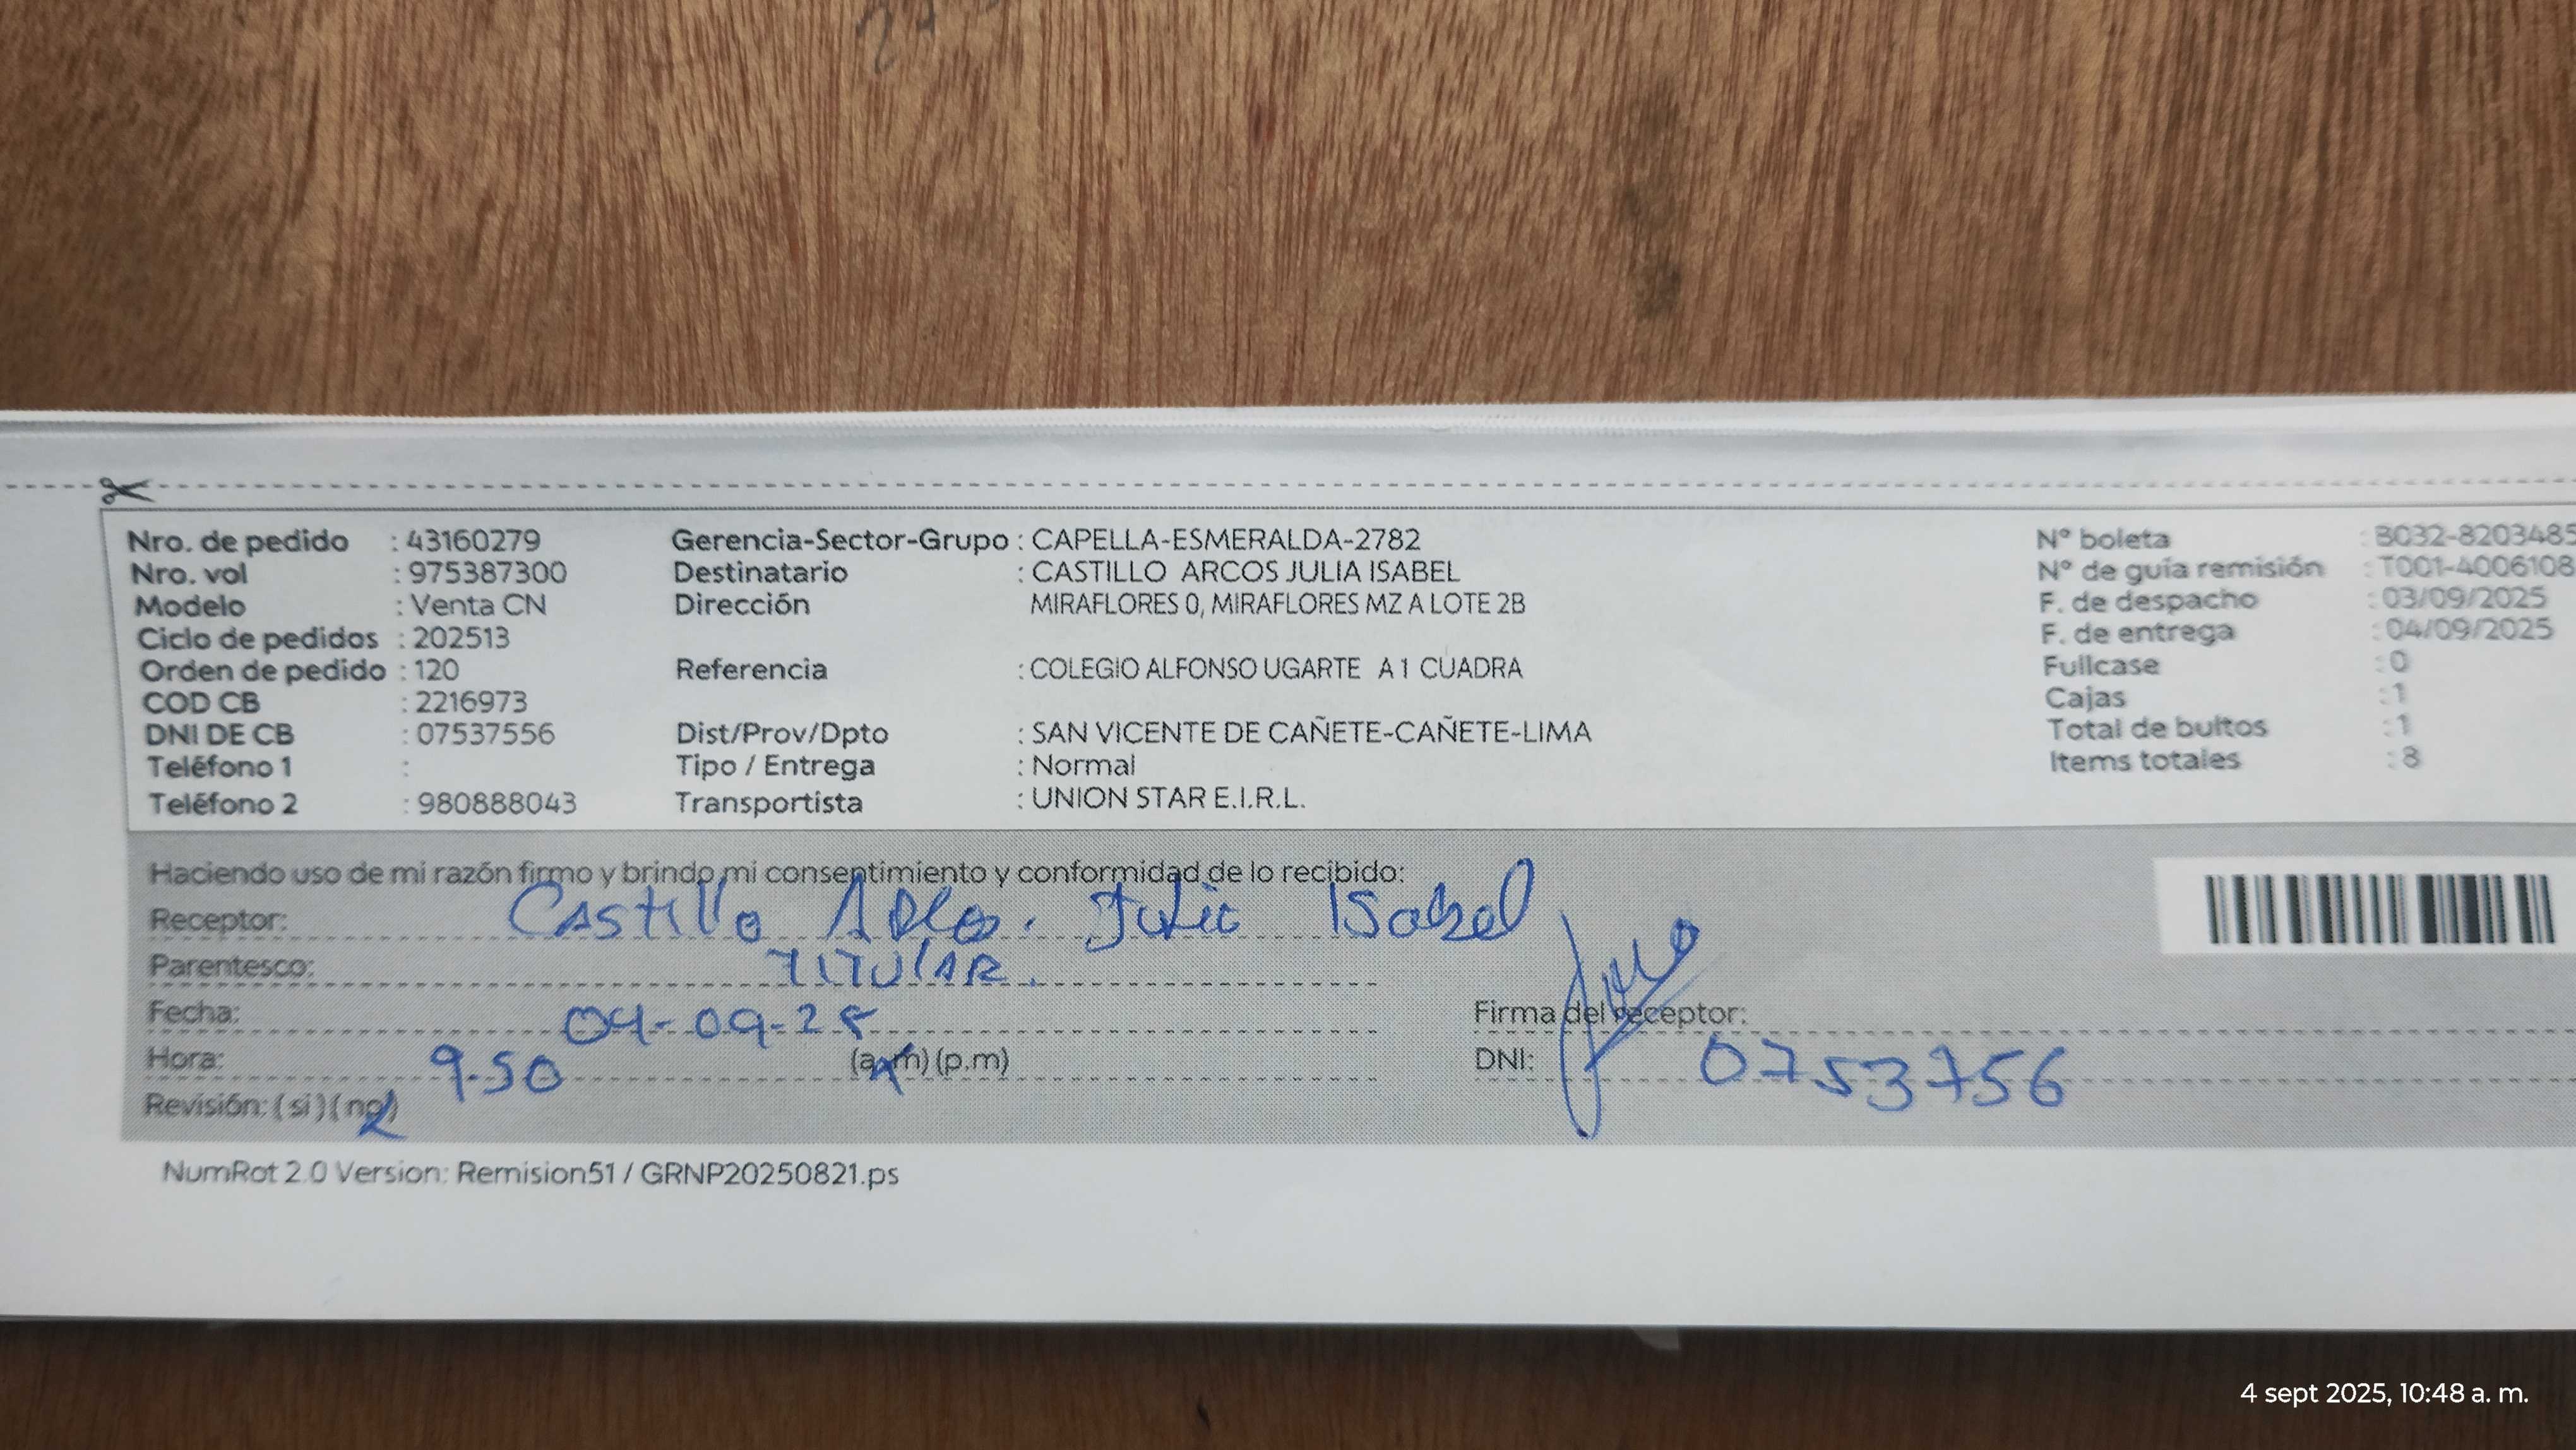 Nro. de pedido : 43160279 Gerencia-Sector-Grupo : CAPELLA-ESMERALDA-2782 N° boleta : B032-8203485
Nro. vol : 975387300 Destinatario : CASTILLO ARCOS JULIA ISABEL N° de guía remisión : T001-4006108
Modelo : Venta CN Dirección MIRAFLORES 0, MIRAFLORES MZ A LOTE 2B F. de despacho : 03/09/2025
Ciclo de pedidos : 202513 F. de entrega : 04/09/2025
Orden de pedido : 120 Referencia : COLEGIO ALFONSO UGARTE A 1 CUADRA Fullcase : 0
COD CB : 2216973 Cajas : 1
DNI DE CB : 07537556 Dist/Prov/Dpto : SAN VICENTE DE CAÑETE-CAÑETE-LIMA Total de bultos : 1
Teléfono 1 : Tipo / Entrega : Normal Items totales : 8
Teléfono 2 : 980888043 Transportista : UNION STAR E.I.R.L.
Haciendo uso de mi razón firmo y brindo mi consentimiento y conformidad de lo recibido:
Receptor: Castillo Julia Isabel
Parentesco: TITULAR.
Fecha: 04-09-25 Firma del receptor:
Hora: 9.50 (a.m) (p.m) DNI: 0753756
Revisión: (si) (no)
NumRot 2.0 Version: Remision51 / GRNP20250821.ps
4 sept 2025, 10:48 a. m.